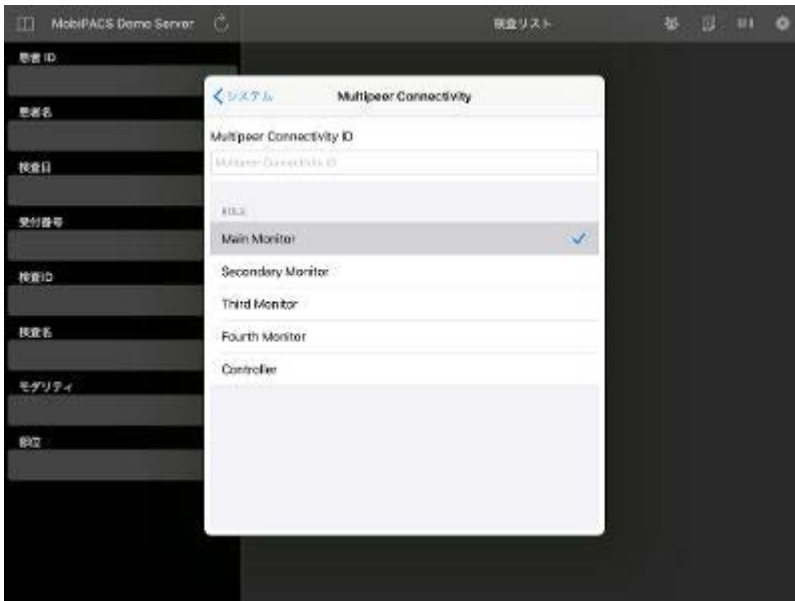 MobiPACS Demo Server
検査リスト
患者 ID
患者名
検査日
受付番号
検査ID
検査名
モダリティ
部位
システム
Multipeer Connectivity
Multipeer Connectivity ID
Multipeer Connectivity ID
ROLE
Main Monitor
Secondary Monitor
Third Monitor
Fourth Monitor
Controller